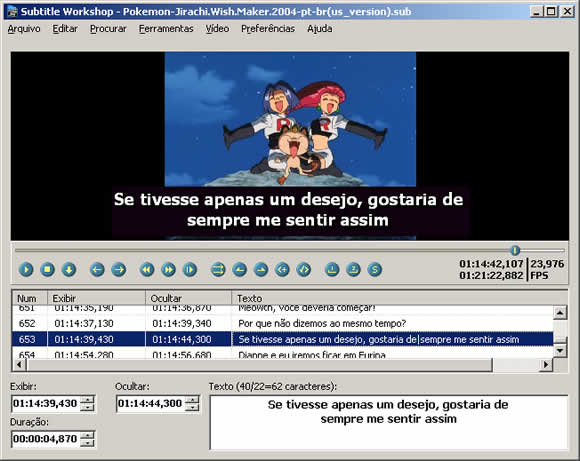 Subtitle Workshop - Pokemon-Jirachi.Wish.Maker.2004-pt-br(us_version).sub
Arquivo Editar Procurar Ferramentas Vídeo Preferências Ajuda
R R
Se tivesse apenas um desejo, gostaria de
sempre me sentir assim
01:14:42,107 23,976
01:21:22,882 FPS
Num Exibir Ocultar Texto
651 01:14:35,190 01:14:36,870 Meowth, você deveria começar!
652 01:14:37,130 01:14:39,340 Por que não dizemos ao mesmo tempo?
653 01:14:39,430 01:14:44,300 Se tivesse apenas um desejo, gostaria de|sempre me sentir assim
654 01:14:54,280 01:14:56,680 Dianne e eu iremos ficar em
Exibir: Ocultar: Texto (40/22=62 caracteres):
01:14:39,430 01:14:44,300 Se tivesse apenas um desejo, gostaria de
sempre me sentir assim
Duração:
00:00:04,870